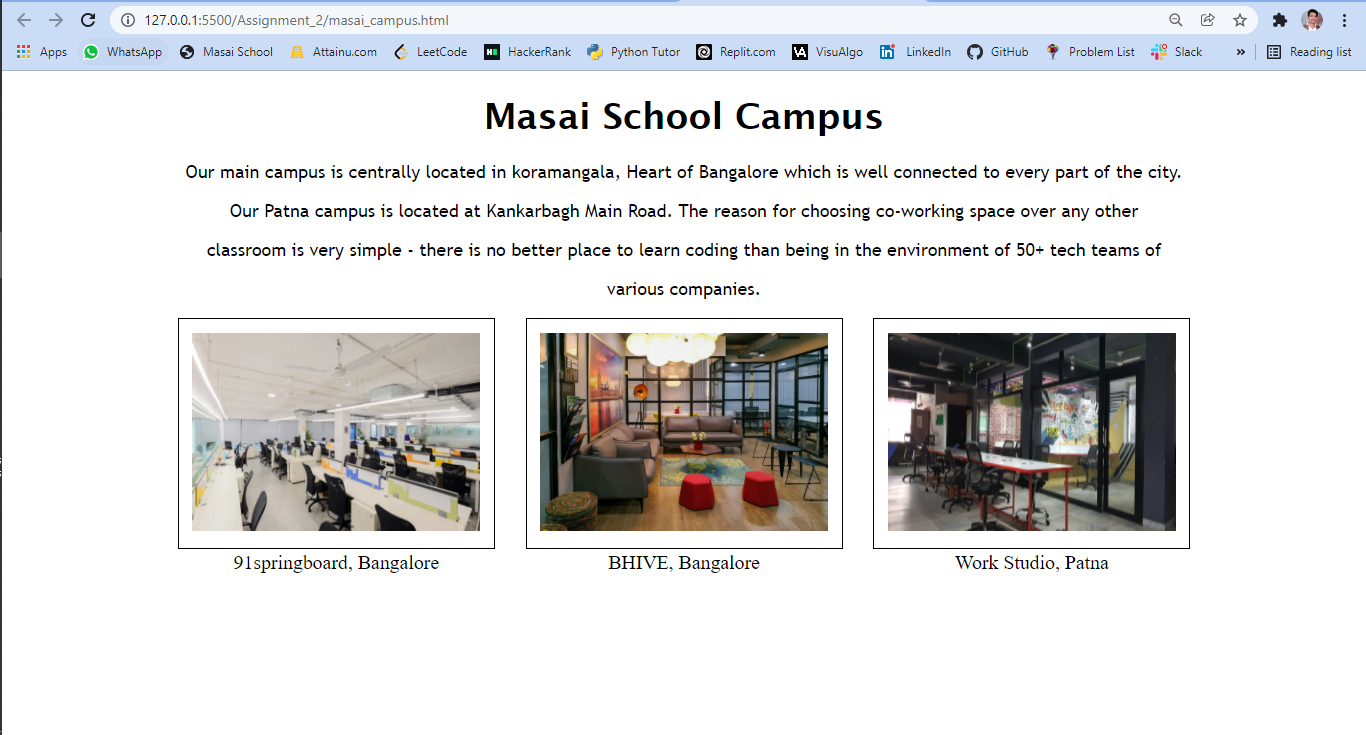 127.0.0.1:5500/Assignment_2/masai_campus.html
Apps WhatsApp Masai School Attainu.com LeetCode HackerRank Python Tutor Replit.com VisuAlgo LinkedIn GitHub Problem List Slack » Reading list
Masai School Campus
Our main campus is centrally located in koramangala, Heart of Bangalore which is well connected to every part of the city.
Our Patna campus is located at Kankarbagh Main Road. The reason for choosing co-working space over any other
classroom is very simple - there is no better place to learn coding than being in the environment of 50+ tech teams of
various companies.
91springboard, Bangalore
BHIVE, Bangalore
Work Studio, Patna